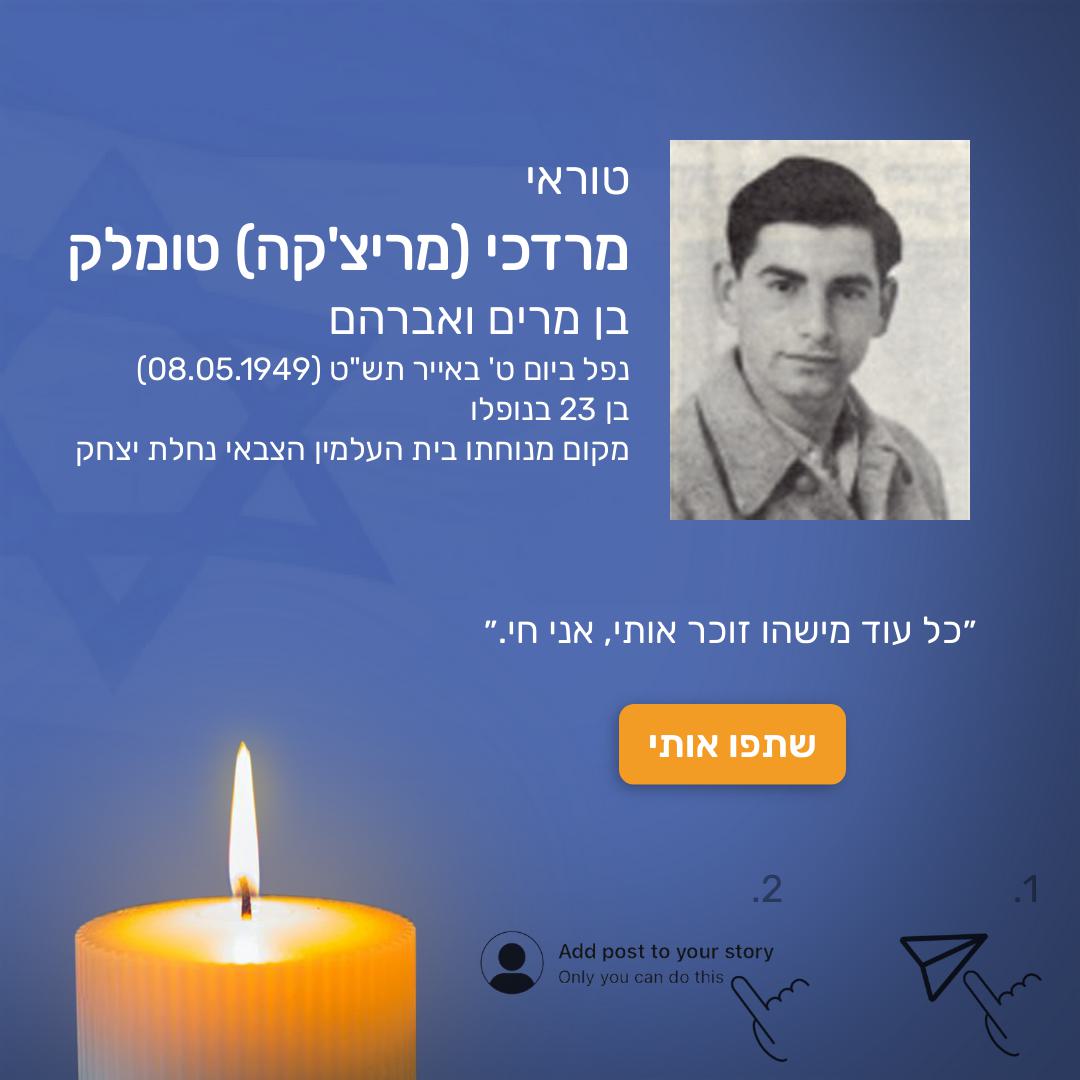 טוראי
מרדכי (מריצ'קה) טומלק
בן מרים ואברהם
נפל ביום ט' באייר תש"ט (08.05.1949)
בן 23 בנופלו
מקום מנוחתו בית העלמין הצבאי נחלת יצחק
״כל עוד מישהו זוכר אותי, אני חי.״
שתפו אותי
1.
2.
Add post to your story
Only you can do this